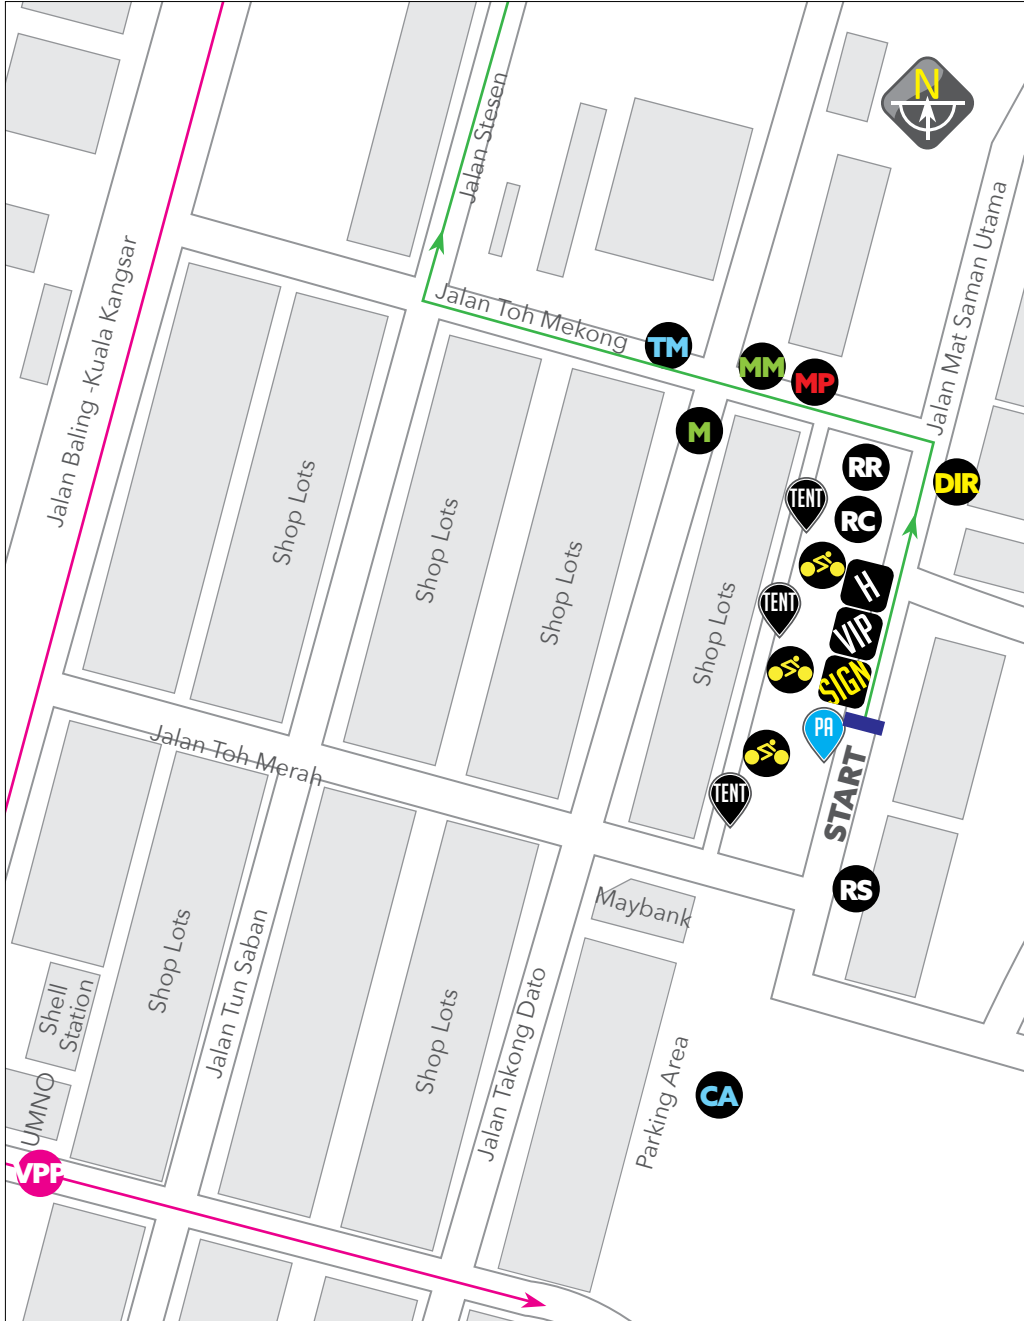 N
Jalan Stesen
Jalan Mat Saman Utama
Jalan Baling -Kuala Kangsar
Jalan Toh Mekong
TM
MM
MP
M
RR
DIR
TENT
RC
Shop Lots
Shop Lots
Shop Lots
H
TENT
VIP
Shop Lots
SIGN
PA
Jalan Toh Merah
TENT
START
RS
Maybank
Shop Lots
Jalan Tun Saban
Shell
Station
Shop Lots
Jalan Takong Dato
Parking Area
CA
UMNO
VPP